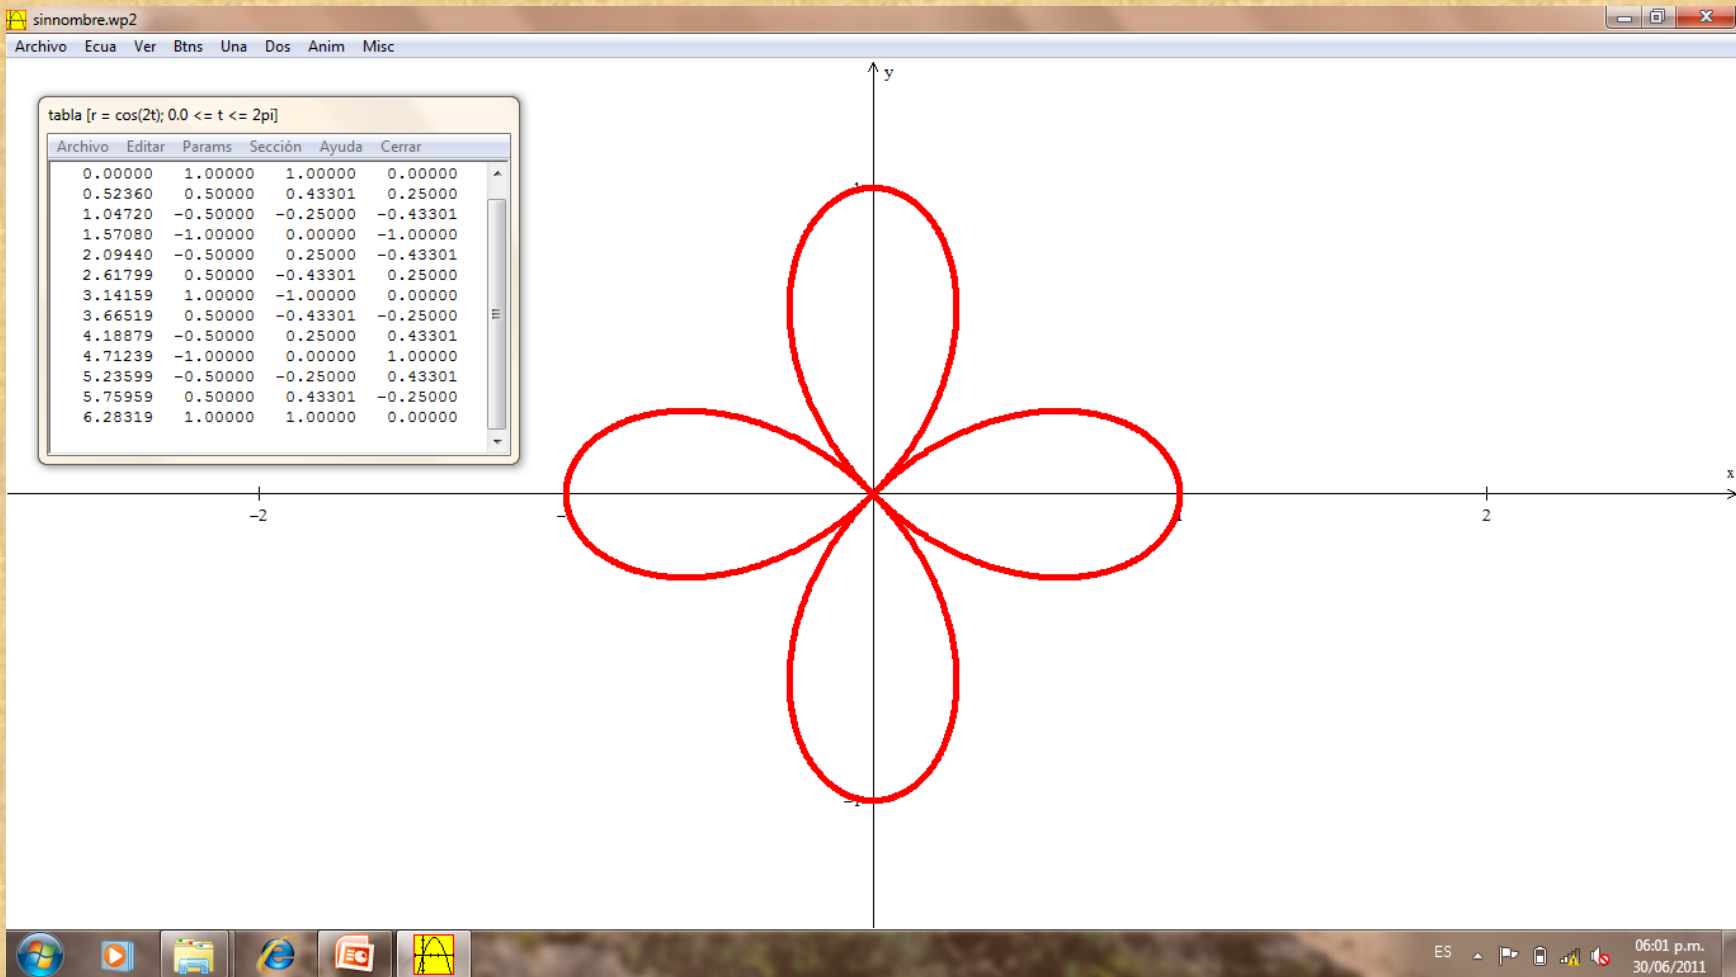 sinnombre.wp2
Archivo Ecua Ver Btns Una Dos Anim Misc
tabla [r = cos(2t); 0.0 <= t <= 2pi]
Archivo Editar Params Sección Ayuda Cerrar
0.00000 1.00000 1.00000 0.00000
0.52360 0.50000 0.43301 0.25000
1.04720 -0.50000 -0.25000 -0.43301
1.57080 -1.00000 0.00000 -1.00000
2.09440 -0.50000 0.25000 -0.43301
2.61799 0.50000 -0.43301 0.25000
3.14159 1.00000 -1.00000 0.00000
3.66519 0.50000 -0.43301 -0.25000
4.18879 -0.50000 0.25000 0.43301
4.71239 -1.00000 0.00000 1.00000
5.23599 -0.50000 -0.25000 0.43301
5.75959 0.50000 0.43301 -0.25000
6.28319 1.00000 1.00000 0.00000
y
x
-2
2
ES
06:01 p.m.
30/06/2011